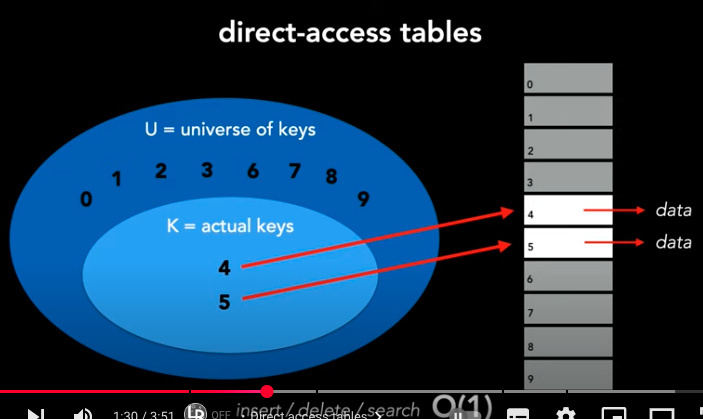 direct-access tables
U = universe of keys
0 1 2 3 6 7 8 9
K = actual keys
4
5
0
1
2
3
4 data
5 data
6
7
8
9
insert / delete / search O(1)
1:30 / 3:51 OFF • Direct access tables >